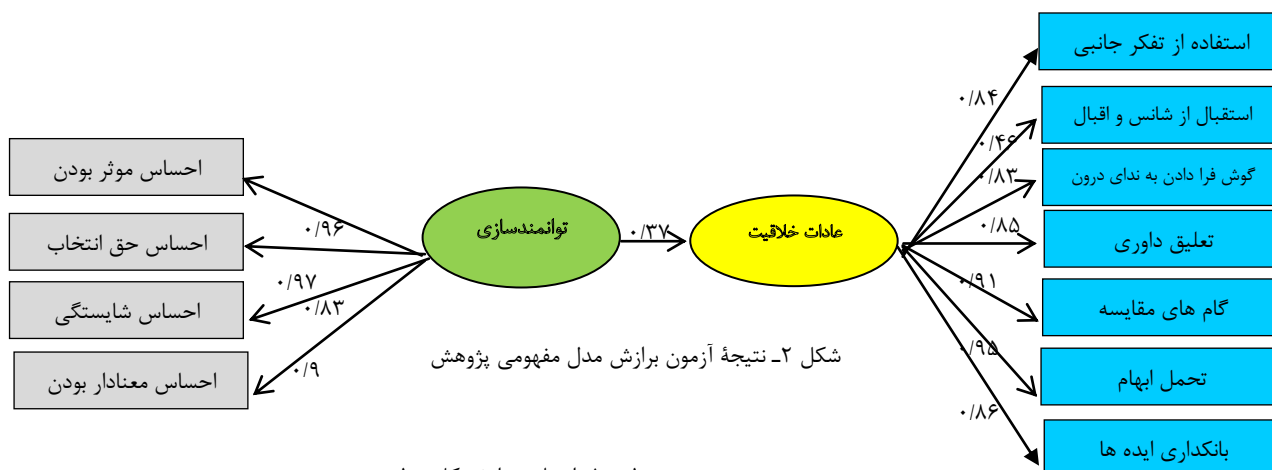 استفاده از تفکر جانبی
استقبال از شانس و اقبال
گوش فرا دادن به ندای درون
تعلیق داوری
گام های مقایسه
تحمل ابهام
بانکداری ایده ها
۰/۸۴
۰/۴۶
۰/۸۳
۰/۸۵
۰/۹۱
۰/۹۵
۰/۸۶
عادات خلاقیت
۰/۳۷
توانمندسازی
۰/۹۶
۰/۹۷
۰/۸۳
۰/۹
احساس موثر بودن
احساس حق انتخاب
احساس شایستگی
احساس معنادار بودن
شکل ۲ـ نتیجۀ آزمون برازش مدل مفهومی پژوهش